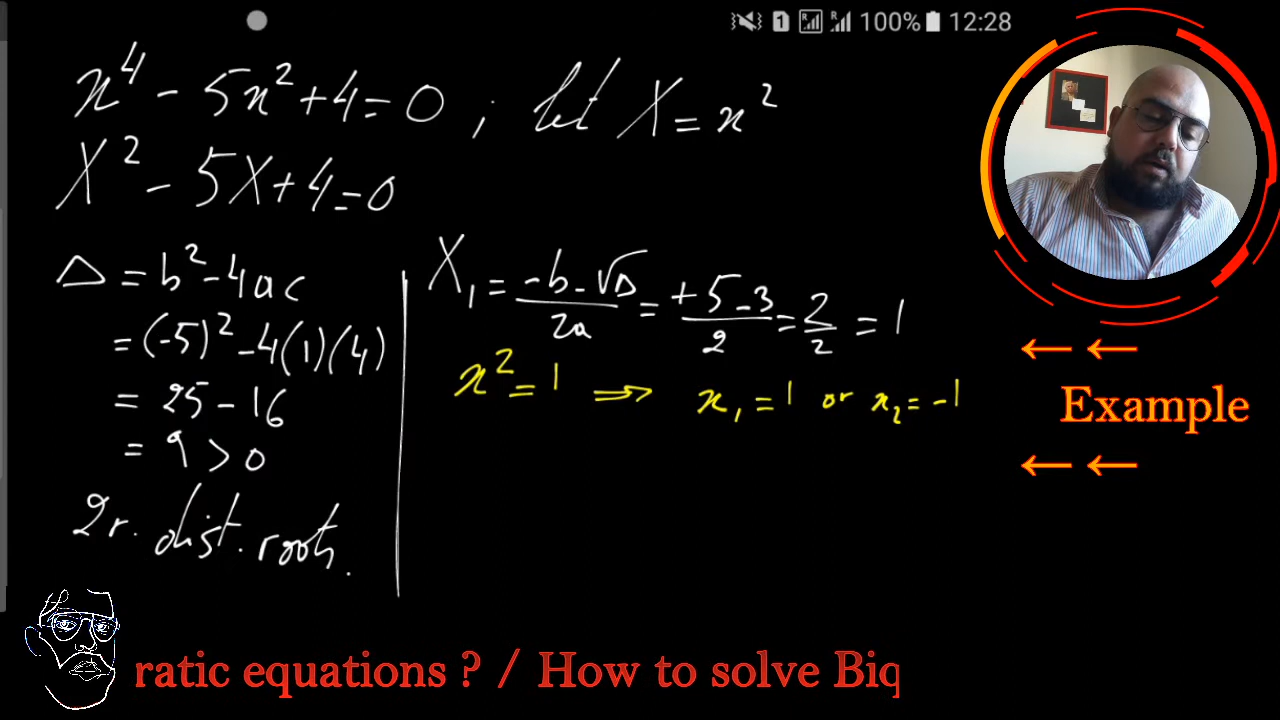 100% 12:28
x⁴ - 5x² + 4 = 0 ; let X = x²
X² - 5X + 4 = 0
Δ = b² - 4ac
= (-5)² - 4(1)(4)
= 25 - 16
= 9 > 0
2 r. dist. roots.
X₁ = (-b - √Δ)/2a = (+5 - 3)/2 = 2/2 = 1
x² = 1 ⇒ x₁ = 1 or x₂ = -1
←← 
Example
←←
ratic equations ? / How to solve Biq